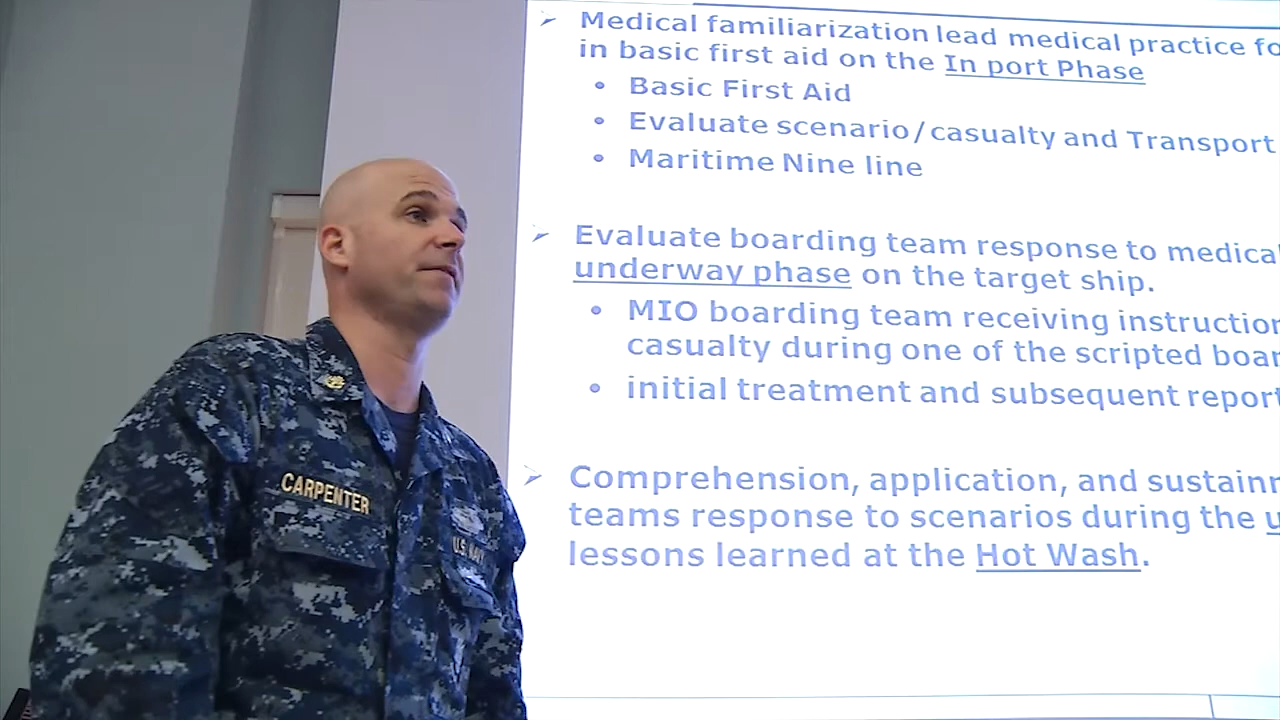 Medical familiarization lead medical practice fo
in basic first aid on the In port Phase
Basic First Aid
Evaluate scenario/casualty and Transport
Maritime Nine line
Evaluate boarding team response to medica
underway phase on the target ship.
MIO boarding team receiving instruction
casualty during one of the scripted boar
initial treatment and subsequent report
Comprehension, application, and sustainm
teams response to scenarios during the u
lessons learned at the Hot Wash.
CARPENTER
U.S. NAVY